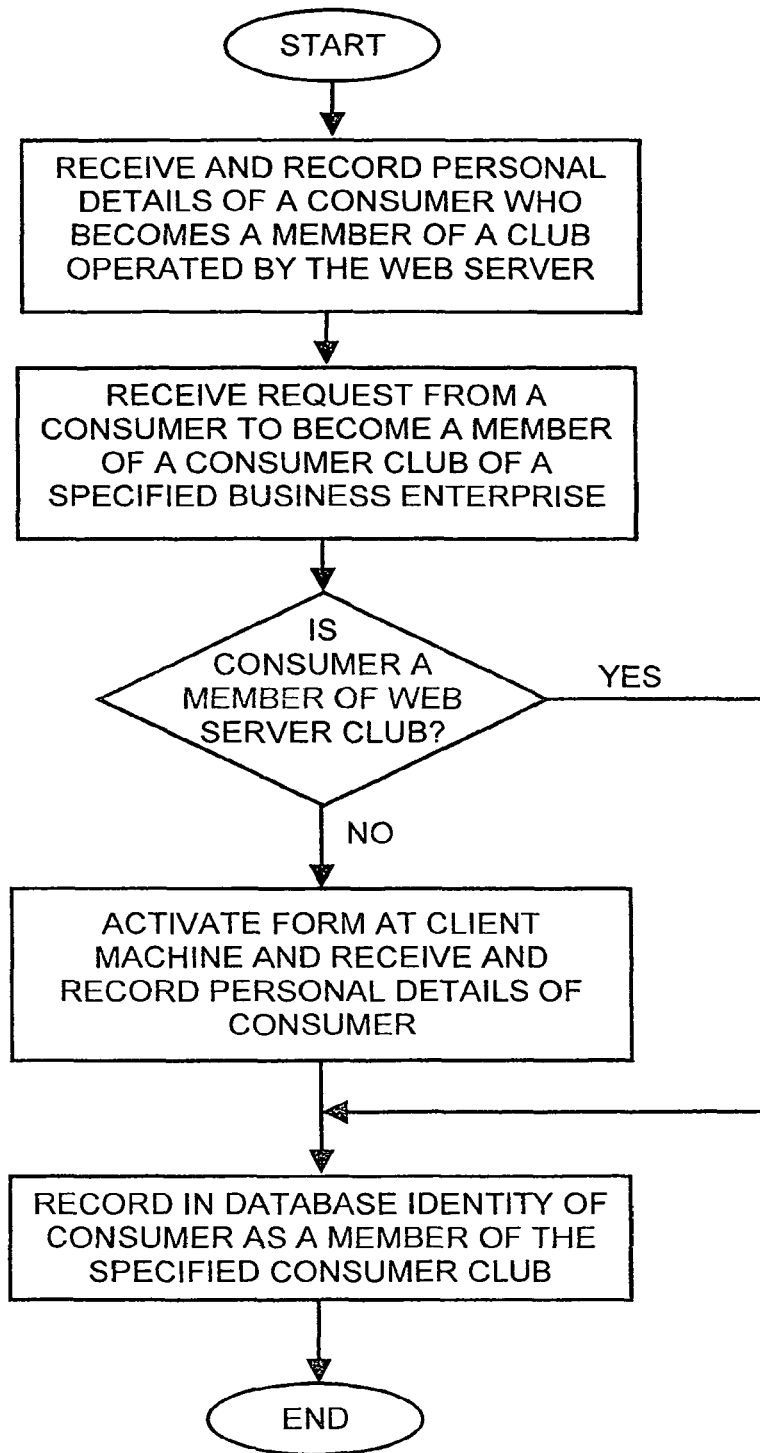 START
RECEIVE AND RECORD PERSONAL
DETAILS OF A CONSUMER WHO
BECOMES A MEMBER OF A CLUB
OPERATED BY THE WEB SERVER
RECEIVE REQUEST FROM A
CONSUMER TO BECOME A MEMBER
OF A CONSUMER CLUB OF A
SPECIFIED BUSINESS ENTERPRISE
IS
CONSUMER A
MEMBER OF WEB
SERVER CLUB?
YES
NO
ACTIVATE FORM AT CLIENT
MACHINE AND RECEIVE AND
RECORD PERSONAL DETAILS OF
CONSUMER
RECORD IN DATABASE IDENTITY OF
CONSUMER AS A MEMBER OF THE
SPECIFIED CONSUMER CLUB
END